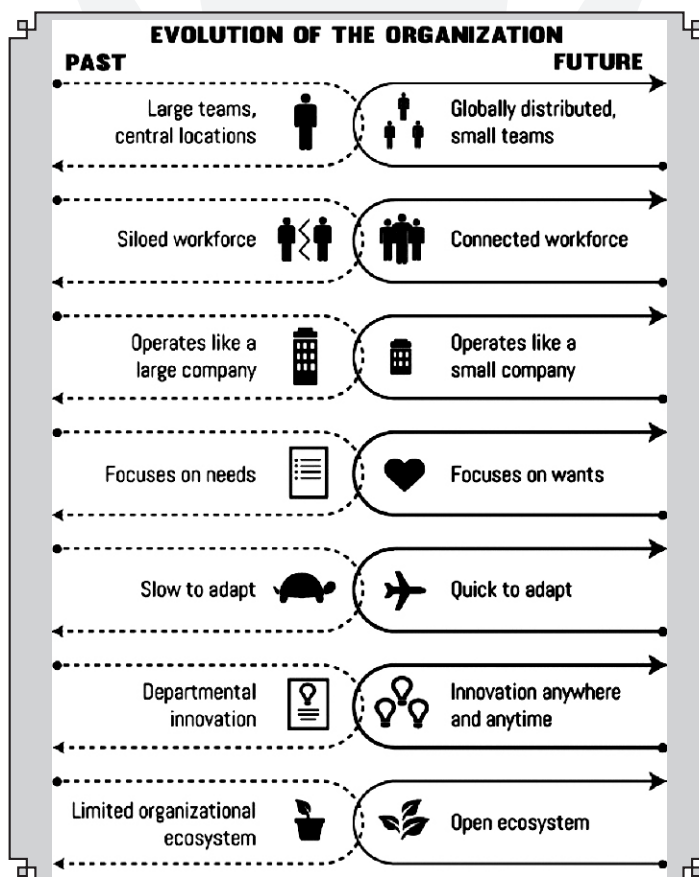 EVOLUTION OF THE ORGANIZATION
PAST
FUTURE
Large teams,
central locations
Globally distributed,
small teams
Siloed workforce
Connected workforce
Operates like a
large company
Operates like a
small company
Focuses on needs
Focuses on wants
Slow to adapt
Quick to adapt
Departmental
innovation
Innovation anywhere
and anytime
Limited organizational
ecosystem
Open ecosystem